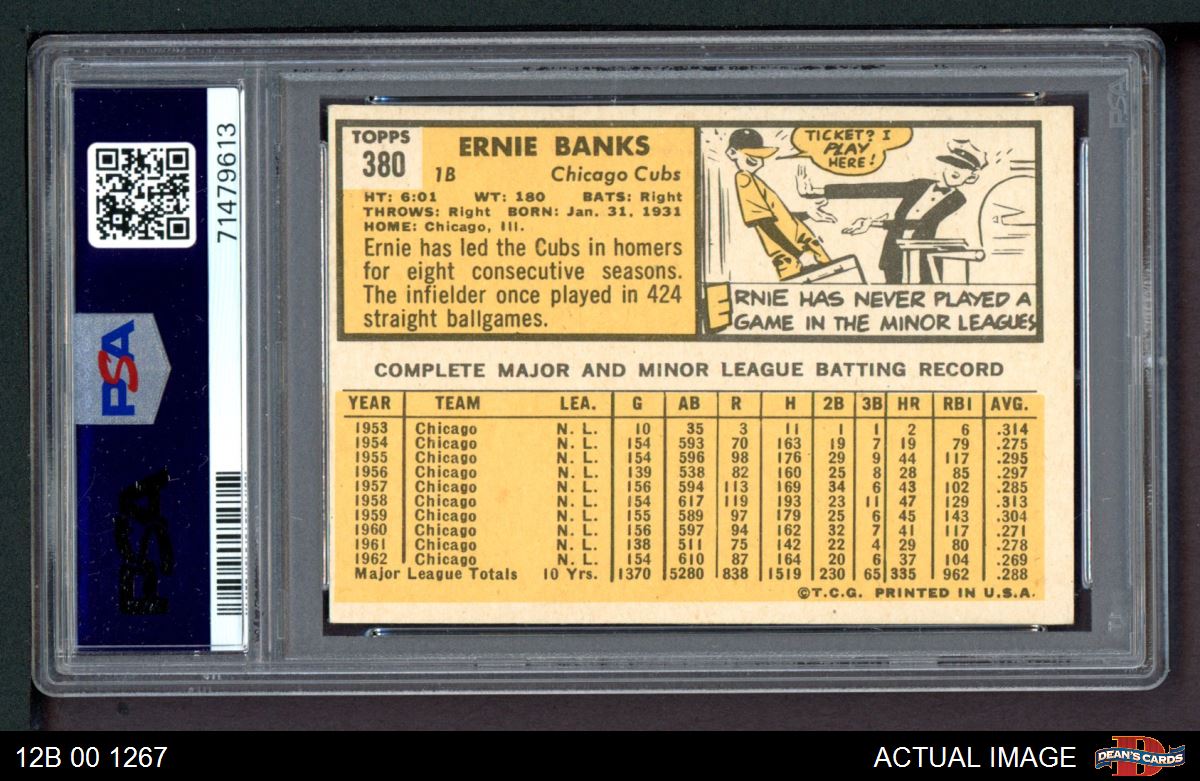 71479613
PSA
PSA
PSA
TOPPS
380
ERNIE BANKS
1B Chicago Cubs
HT: 6:01 WT: 180 BATS: Right
THROWS: Right BORN: Jan. 31, 1931
HOME: Chicago, Ill.
Ernie has led the Cubs in homers
for eight consecutive seasons.
The infielder once played in 424
straight ballgames.
TICKET? I
PLAY
HERE!
ERNIE HAS NEVER PLAYED A
GAME IN THE MINOR LEAGUES
COMPLETE MAJOR AND MINOR LEAGUE BATTING RECORD
YEAR TEAM LEA. G AB R H 2B 3B HR RBI AVG.
1953 Chicago N. L. 10 35 3 11 1 1 2 6 .314
1954 Chicago N. L. 154 593 70 163 19 7 19 79 .275
1955 Chicago N. L. 154 596 98 176 29 9 44 117 .295
1956 Chicago N. L. 139 538 82 160 25 8 28 85 .297
1957 Chicago N. L. 156 594 113 169 34 6 43 102 .285
1958 Chicago N. L. 154 617 119 193 23 11 47 129 .313
1959 Chicago N. L. 155 589 97 179 25 6 45 143 .304
1960 Chicago N. L. 156 597 94 162 32 7 41 117 .271
1961 Chicago N. L. 138 511 75 142 22 4 29 80 .278
1962 Chicago N. L. 154 610 87 164 20 6 37 104 .269
Major League Totals 10 Yrs. 1370 5280 838 1519 230 65 335 962 .288
©T.C.G. PRINTED IN U.S.A.
12B 00 1267
ACTUAL IMAGE
DEAN'S CARDS